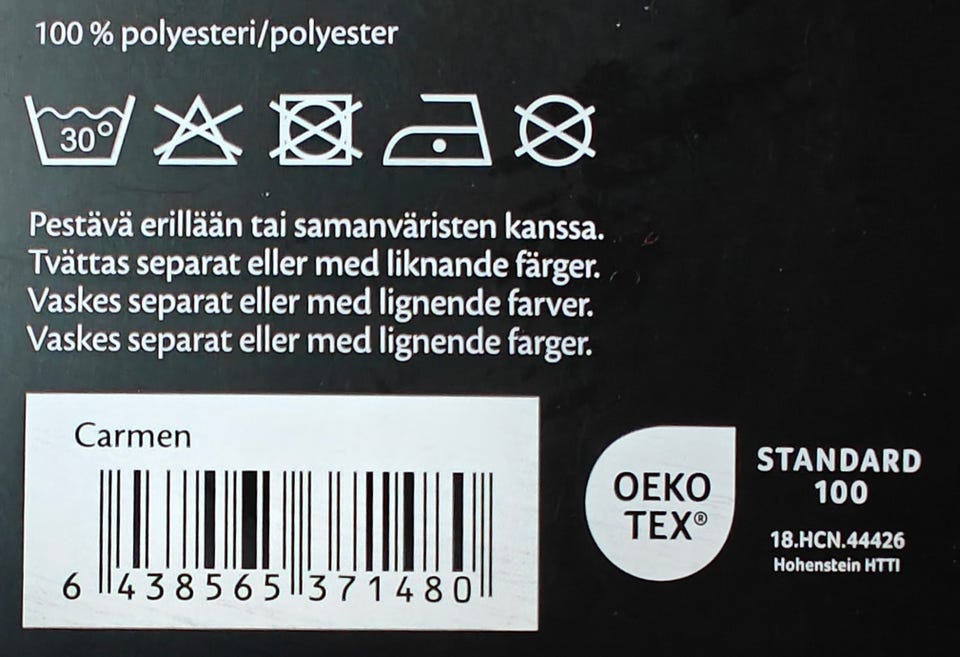 100 % polyesteri/polyester
30°
Pestävä erillään tai samanväristen kanssa.
Tvättas separat eller med liknande färger.
Vaskes separat eller med lignende farver.
Vaskes separat eller med lignende farger.
Carmen
6 438565 371480
OEKO
TEX®
STANDARD
100
18.HCN.44426
Hohenstein HTTI